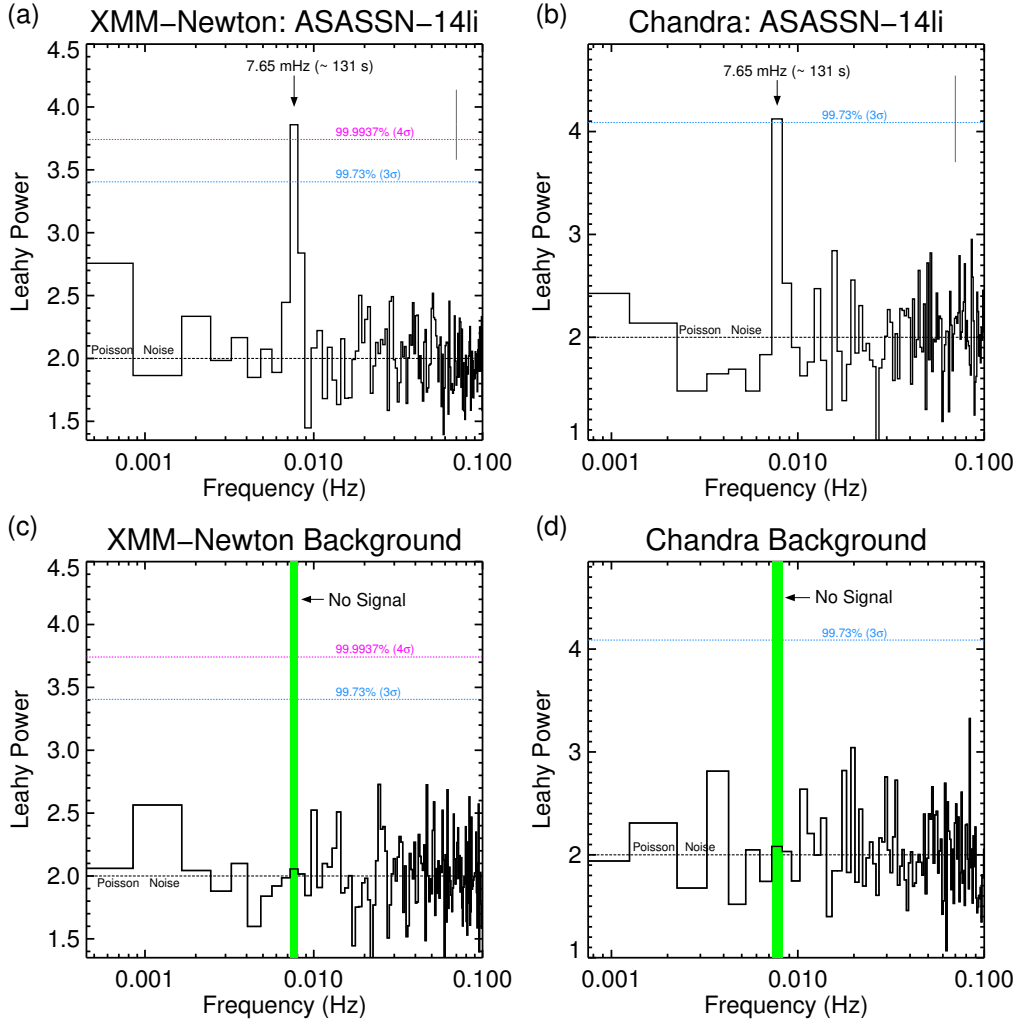 (a) XMM−Newton: ASASSN−14li
7.65 mHz (~ 131 s)
99.9937% (4σ)
99.73% (3σ)
Poisson Noise
4.5
4.0
3.5
3.0
2.5
2.0
1.5
Leahy Power
0.001 0.010 0.100
Frequency (Hz)
(b) Chandra: ASASSN−14li
7.65 mHz (~ 131 s)
99.73% (3σ)
Poisson Noise
4
3
2
1
Leahy Power
0.001 0.010 0.100
Frequency (Hz)
(c) XMM−Newton Background
No Signal
99.9937% (4σ)
99.73% (3σ)
Poisson Noise
4.5
4.0
3.5
3.0
2.5
2.0
1.5
Leahy Power
0.001 0.010 0.100
Frequency (Hz)
(d) Chandra Background
No Signal
99.73% (3σ)
Poisson Noise
4
3
2
1
Leahy Power
0.001 0.010 0.100
Frequency (Hz)